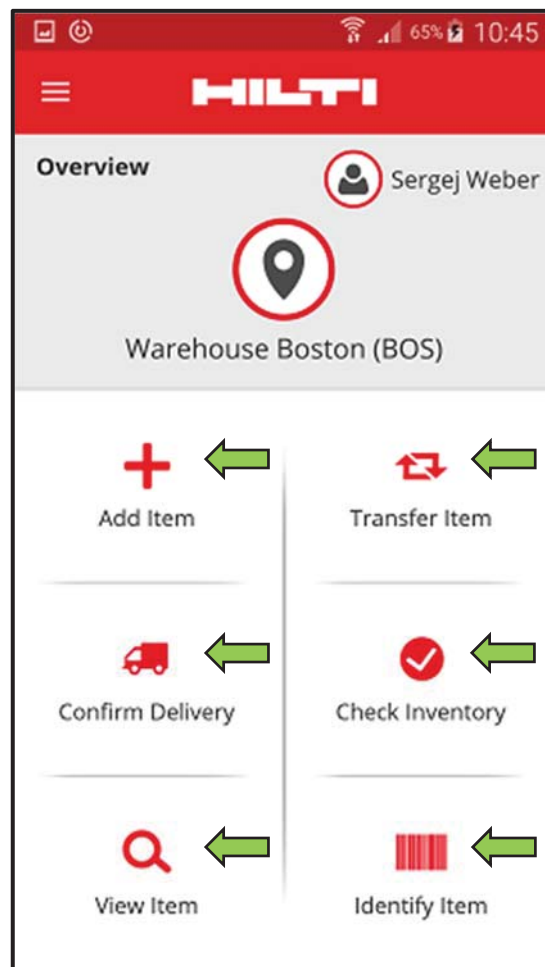 65% 10:45
HILTI
Overview
Sergej Weber
Warehouse Boston (BOS)
Add Item
Transfer Item
Confirm Delivery
Check Inventory
View Item
Identify Item